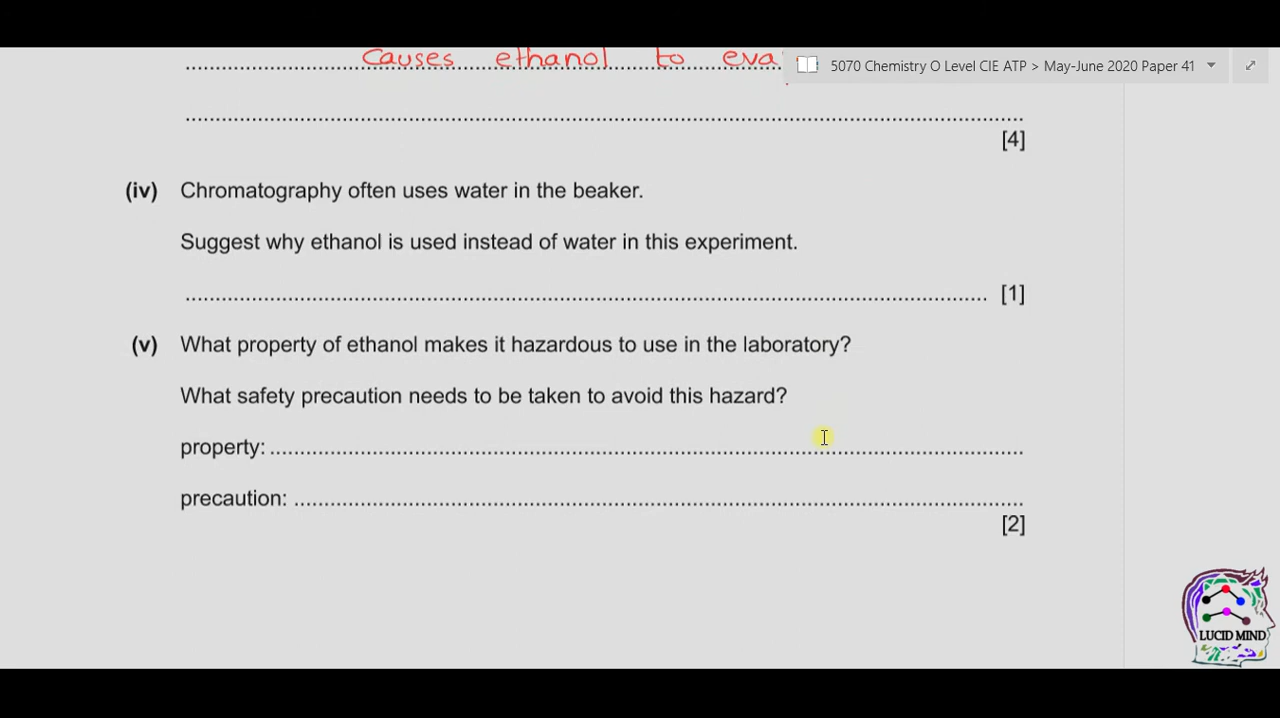 Causes ethanol to eva
5070 Chemistry O Level CIE ATP > May-June 2020 Paper 41
[4]
(iv) Chromatography often uses water in the beaker.
Suggest why ethanol is used instead of water in this experiment.
[1]
(v) What property of ethanol makes it hazardous to use in the laboratory?
What safety precaution needs to be taken to avoid this hazard?
property:
precaution:
[2]
LUCID MIND